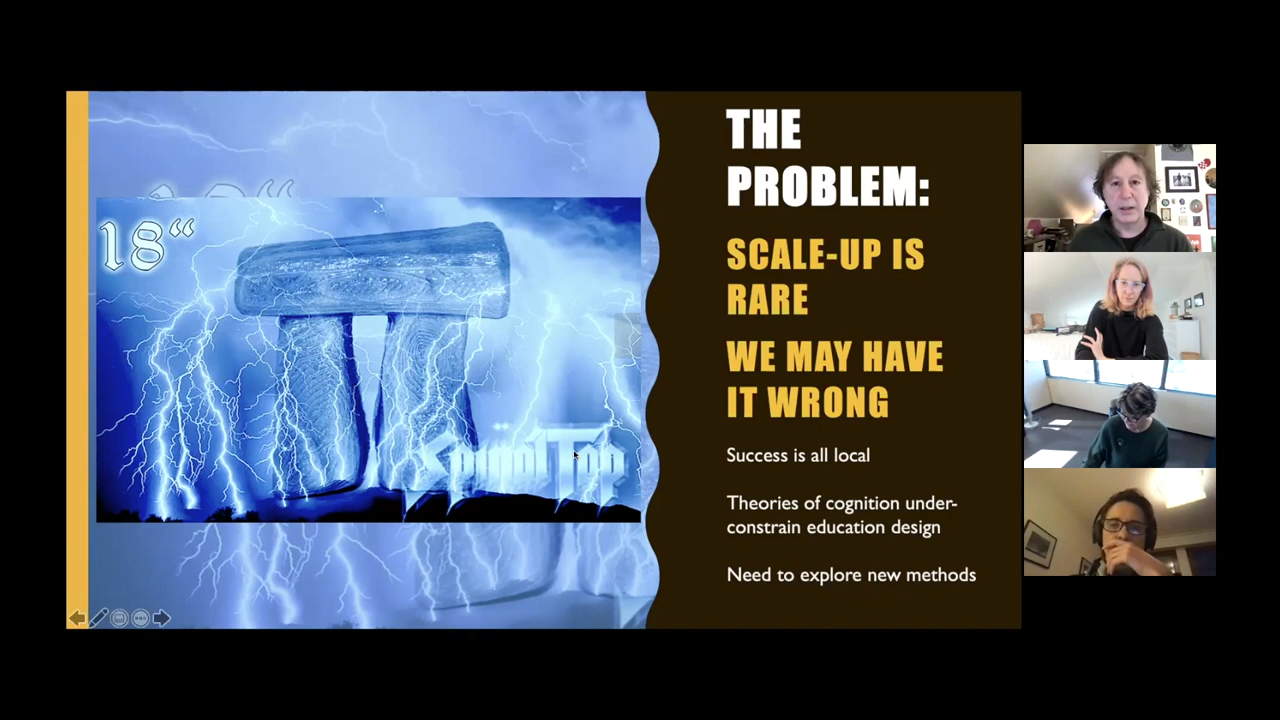 18“
Spinal Tap
THE
PROBLEM:
SCALE-UP IS
RARE
WE MAY HAVE
IT WRONG
Success is all local
Theories of cognition under-
constrain education design
Need to explore new methods